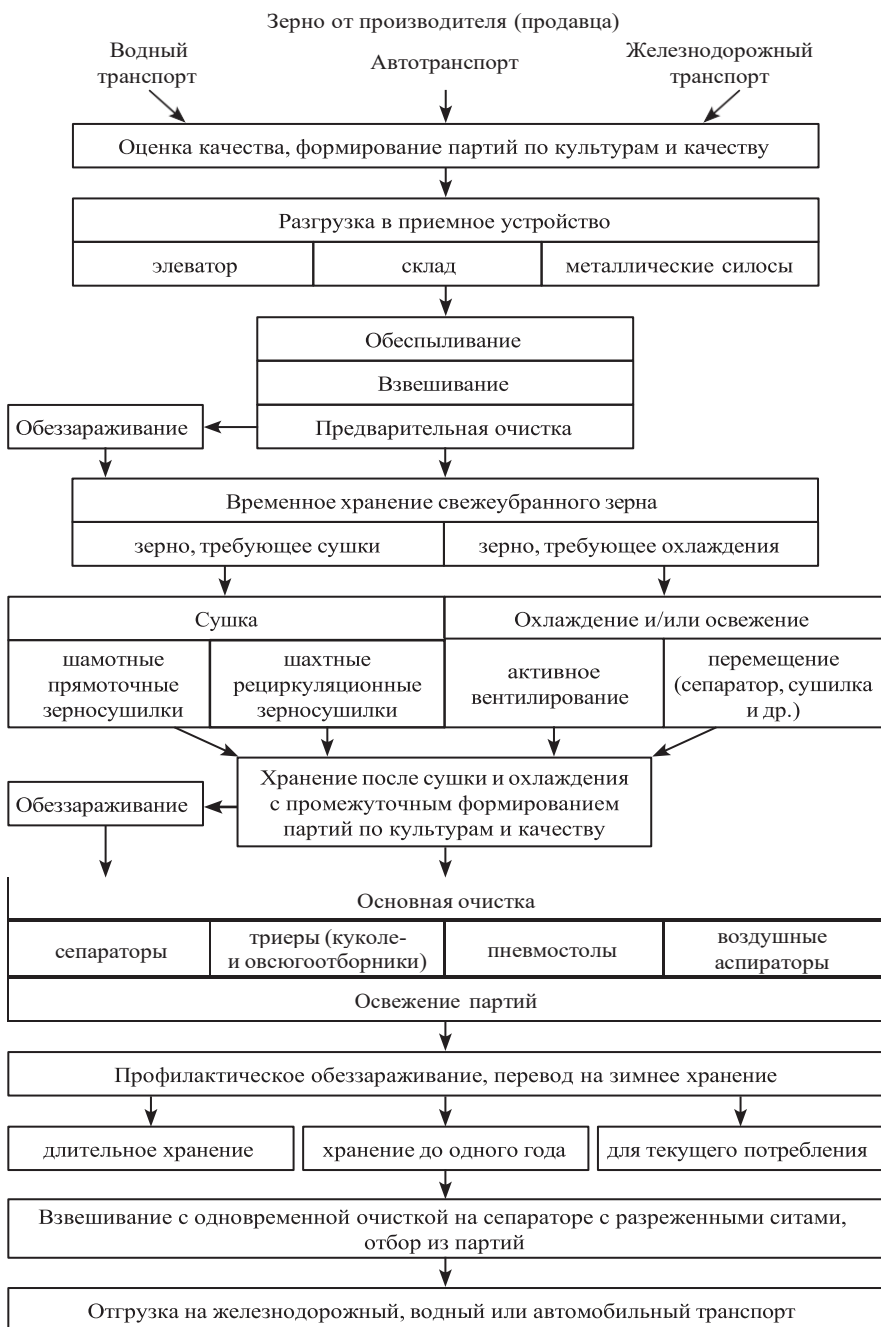 Зерно от производителя (продавца)
Водный
транспорт
Автотранспорт
Железнодорожный
транспорт
Оценка качества, формирование партий по культурам и качеству
Разгрузка в приемное устройство
элеватор
склад
металлические силосы
Обеспыливание
Взвешивание
Обеззараживание
Предварительная очистка
Временное хранение свежеубранного зерна
зерно, требующее сушки
зерно, требующее охлаждения
Сушка
Охлаждение и/или освежение
шамотные
прямоточные
зерносушилки
шахтные
рециркуляционные
зерносушилки
активное
вентилирование
перемещение
(сепаратор, сушилка
и др.)
Хранение после сушки и охлаждения
с промежуточным формированием
партий по культурам и качеству
Обеззараживание
Основная очистка
сепараторы
триеры (куколе-
и овсюгоотборники)
пневмостолы
воздушные
аспираторы
Освежение партий
Профилактическое обеззараживание, перевод на зимнее хранение
длительное хранение
хранение до одного года
для текущего потребления
Взвешивание с одновременной очисткой на сепараторе с разреженными ситами,
отбор из партий
Отгрузка на железнодорожный, водный или автомобильный транспорт